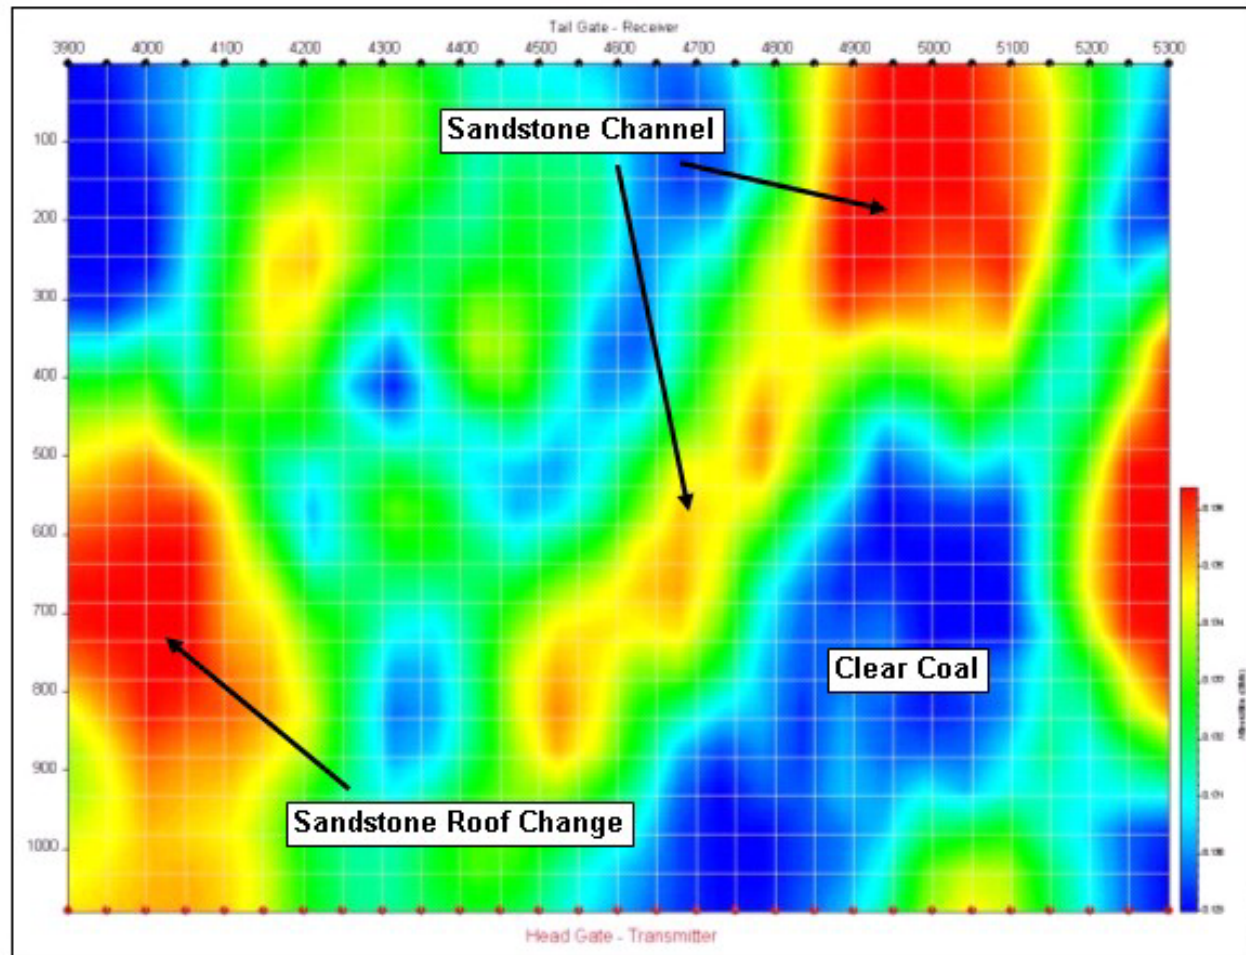 Tail Gate - Receiver
3900 4000 4100 4200 4300 4400 4500 4600 4700 4800 4900 5000 5100 5200 5300
100
Sandstone Channel
200
300
400
500
600
700
Clear Coal
800
900
Sandstone Roof Change
1000
Head Gate - Transmitter